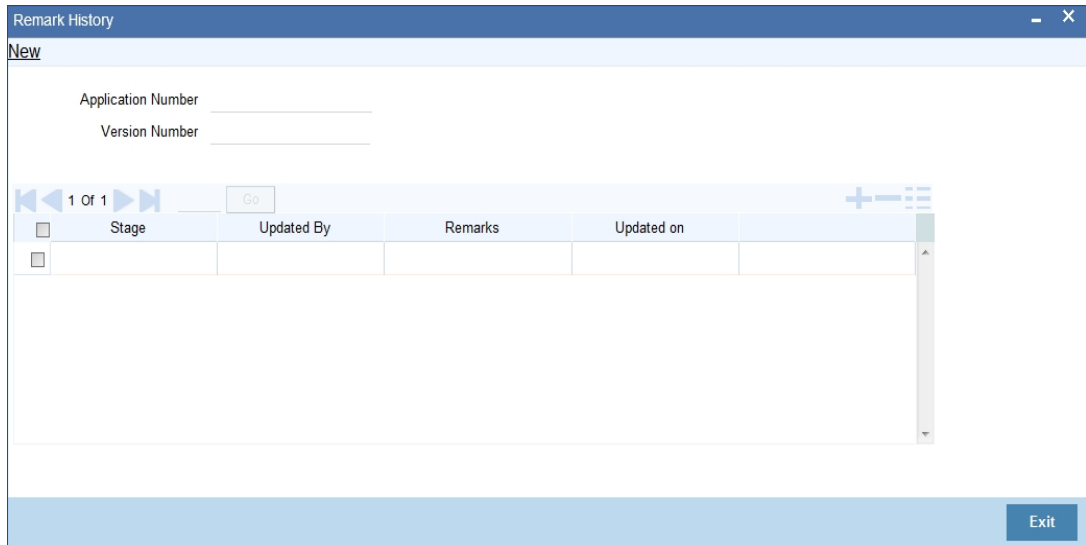 Remark History
New
Application Number
Version Number
1 Of 1 Go
Stage Updated By Remarks Updated on
Exit